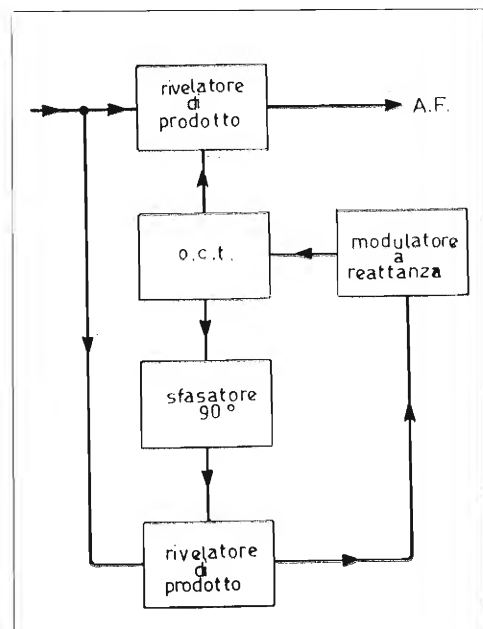 rivelatore
di
prodotto
A.F.
o.c.t.
modulatore
a
reattanza
sfasatore
90°
rivelatore
di
prodotto